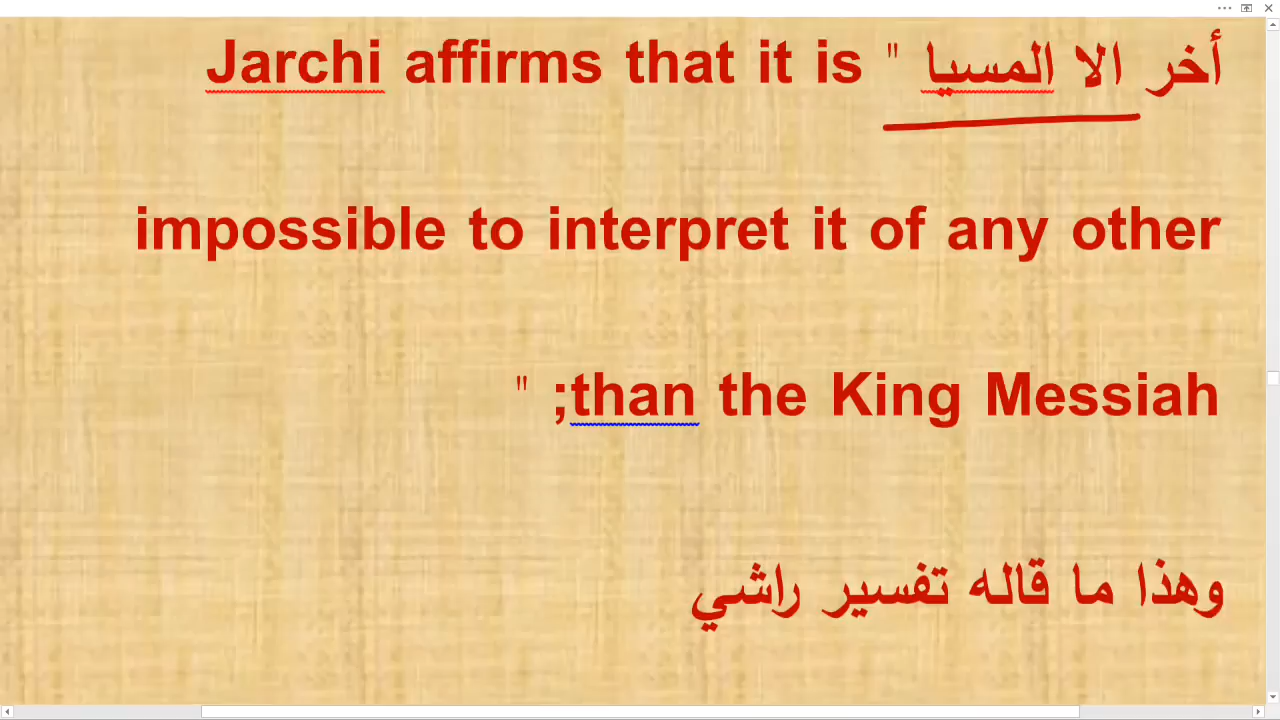 أخر الا المسيا " Jarchi affirms that it is
impossible to interpret it of any other
than the King Messiah; "
وهذا ما قاله تفسير راشي